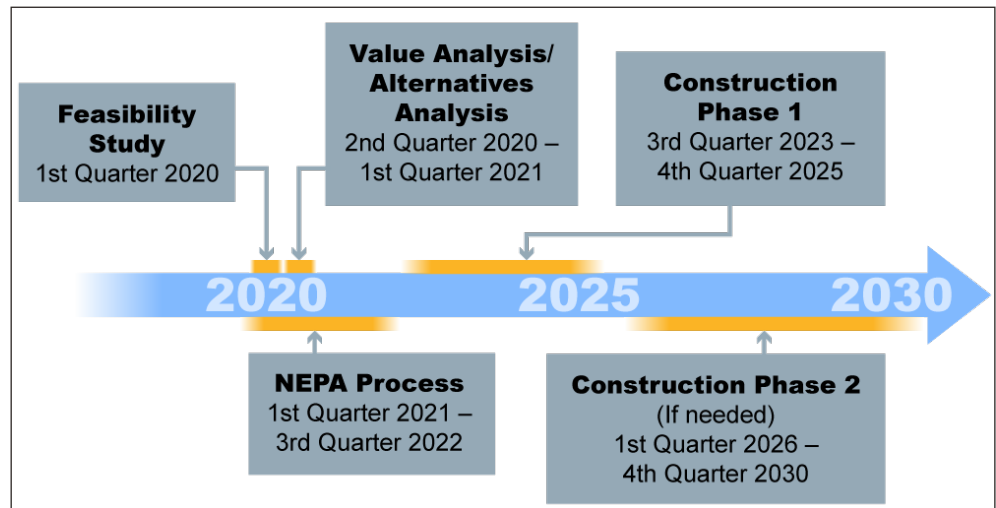 Feasibility
Study
1st Quarter 2020
Value Analysis/
Alternatives
Analysis
2nd Quarter 2020 –
1st Quarter 2021
Construction
Phase 1
3rd Quarter 2023 –
4th Quarter 2025
2020
2025
2030
NEPA Process
1st Quarter 2021 –
3rd Quarter 2022
Construction Phase 2
(If needed)
1st Quarter 2026 –
4th Quarter 2030